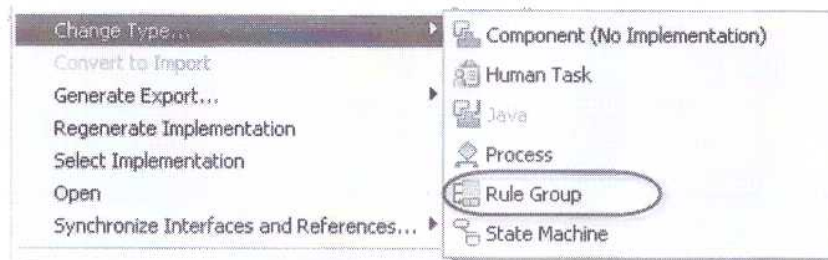 Change Type...
Convert to Import
Generate Export...
Regenerate Implementation
Select Implementation
Open
Synchronize Interfaces and References...
Component (No Implementation)
Human Task
Java
Process
Rule Group
State Machine